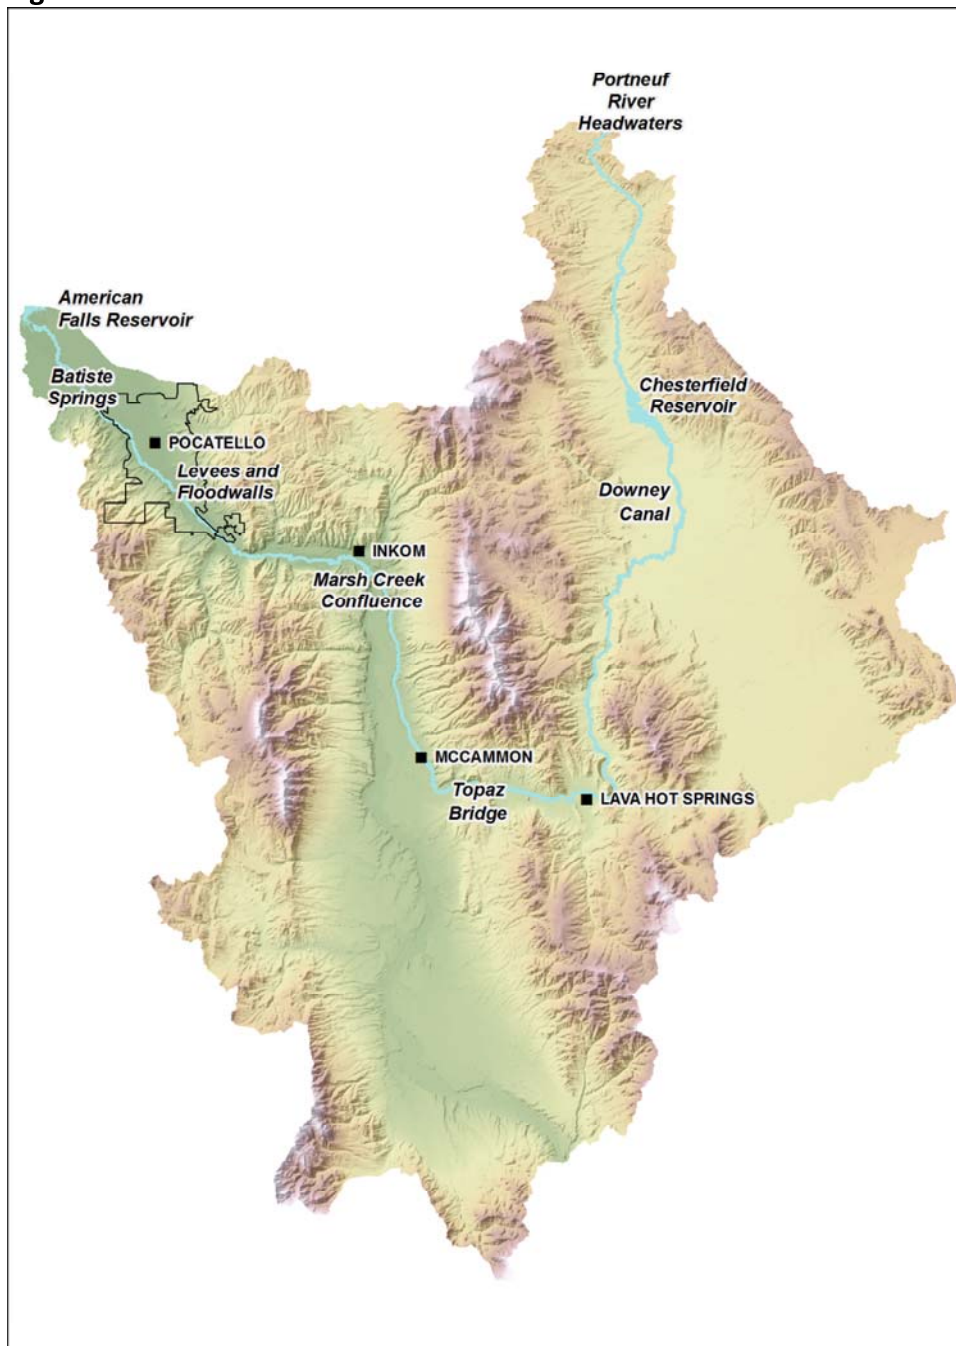 Portneuf
River
Headwaters
American
Falls Reservoir
Batiste
Springs
Chesterfield
Reservoir
POCATELLO
Levees and
Floodwalls
Downey
Canal
INKOM
Marsh Creek
Confluence
MCCAMMON
Topaz
Bridge
LAVA HOT SPRINGS